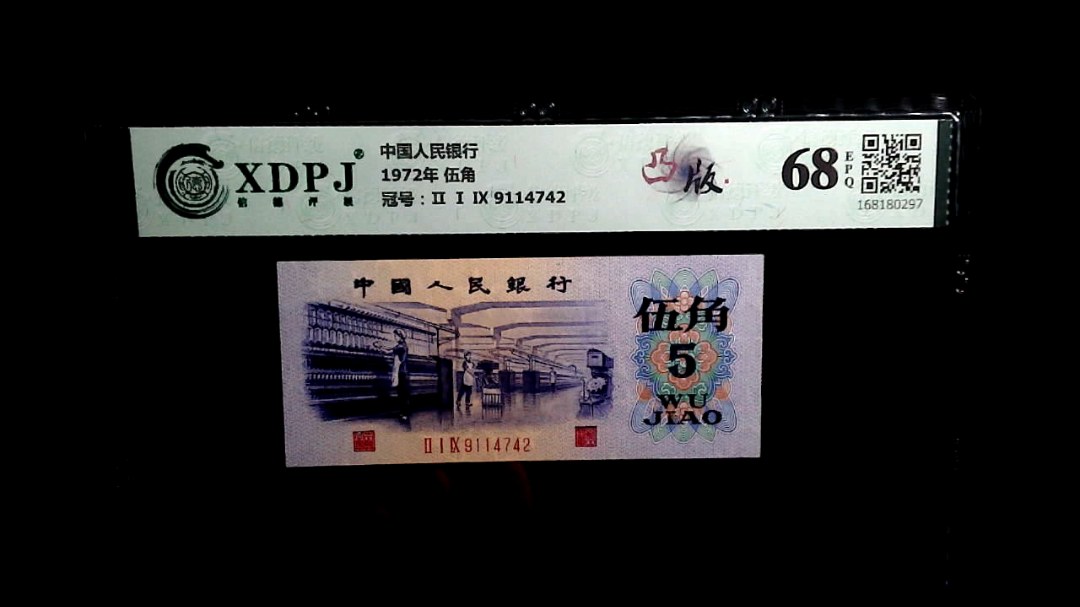 XDPJ
信德评级
中国人民银行
1972年 伍角
冠号：Ⅱ Ⅰ Ⅸ 9114742
凸版
68
EPQ
168180297
中國人民銀行
伍角
5
WU
JIAO
Ⅱ Ⅰ Ⅸ 9114742